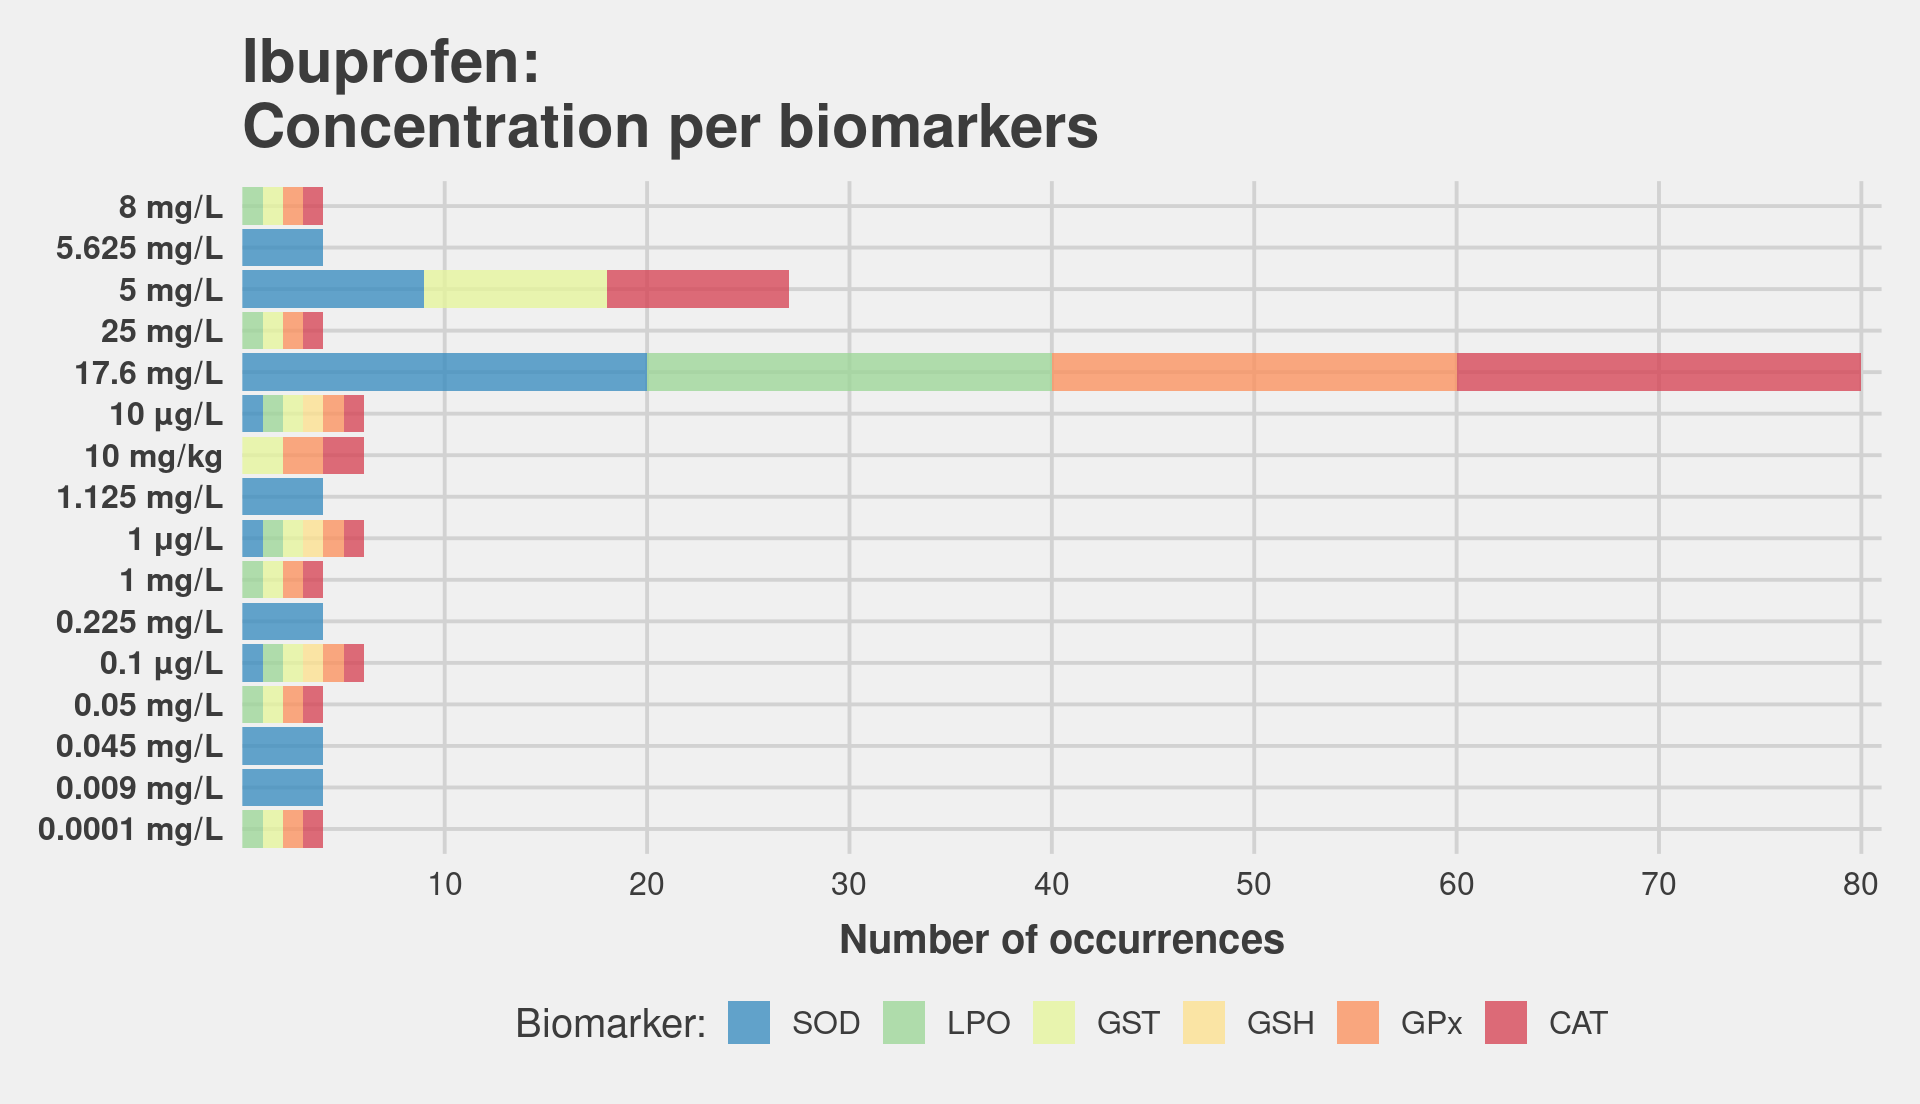 Ibuprofen:
Concentration per biomarkers
8 mg/L
5.625 mg/L
5 mg/L
25 mg/L
17.6 mg/L
10 µg/L
10 mg/kg
1.125 mg/L
1 µg/L
1 mg/L
0.225 mg/L
0.1 µg/L
0.05 mg/L
0.045 mg/L
0.009 mg/L
0.0001 mg/L
10 20 30 40 50 60 70 80
Number of occurrences
Biomarker: SOD LPO GST GSH GPx CAT